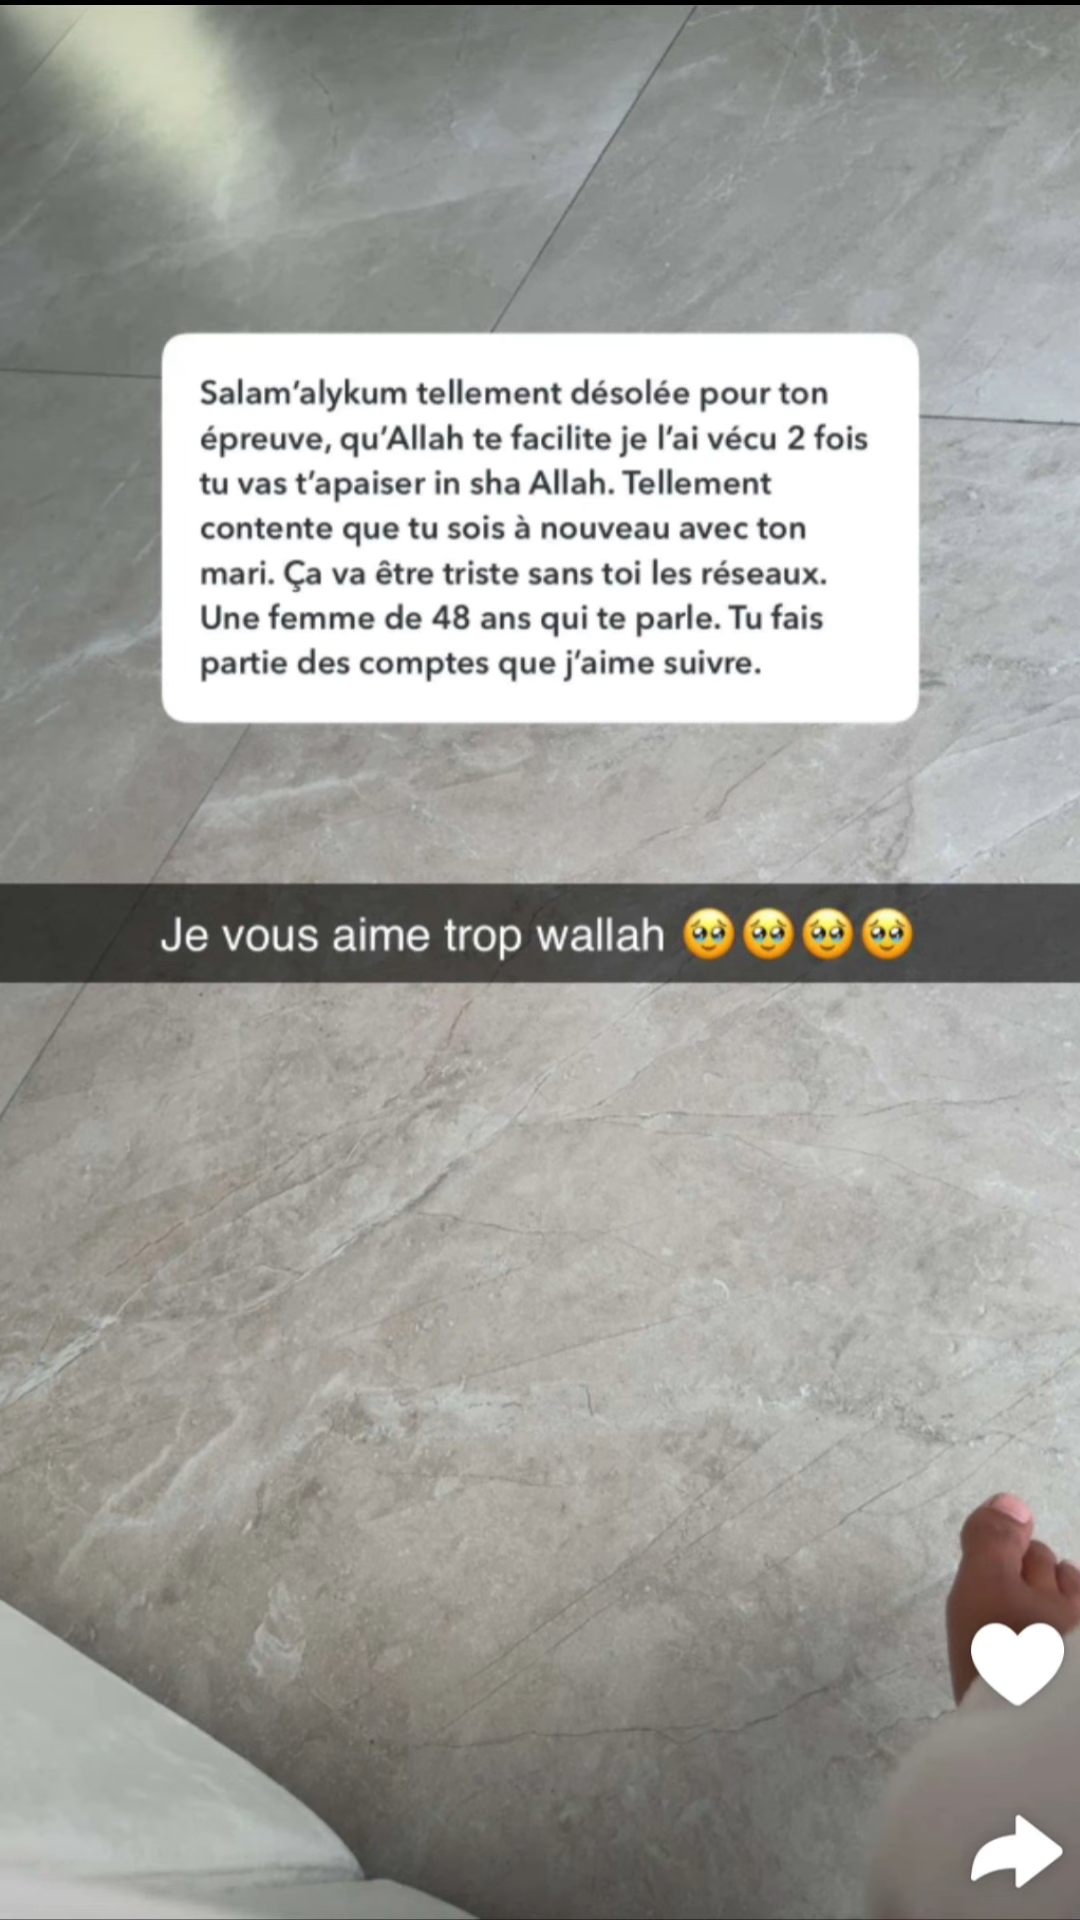 Salam’alykum tellement désolée pour ton
épreuve, qu’Allah te facilite je l’ai vécu 2 fois
tu vas t’apaiser in sha Allah. Tellement
contente que tu sois à nouveau avec ton
mari. Ça va être triste sans toi les réseaux.
Une femme de 48 ans qui te parle. Tu fais
partie des comptes que j’aime suivre.
Je vous aime trop wallah 🥹🥹🥹🥹